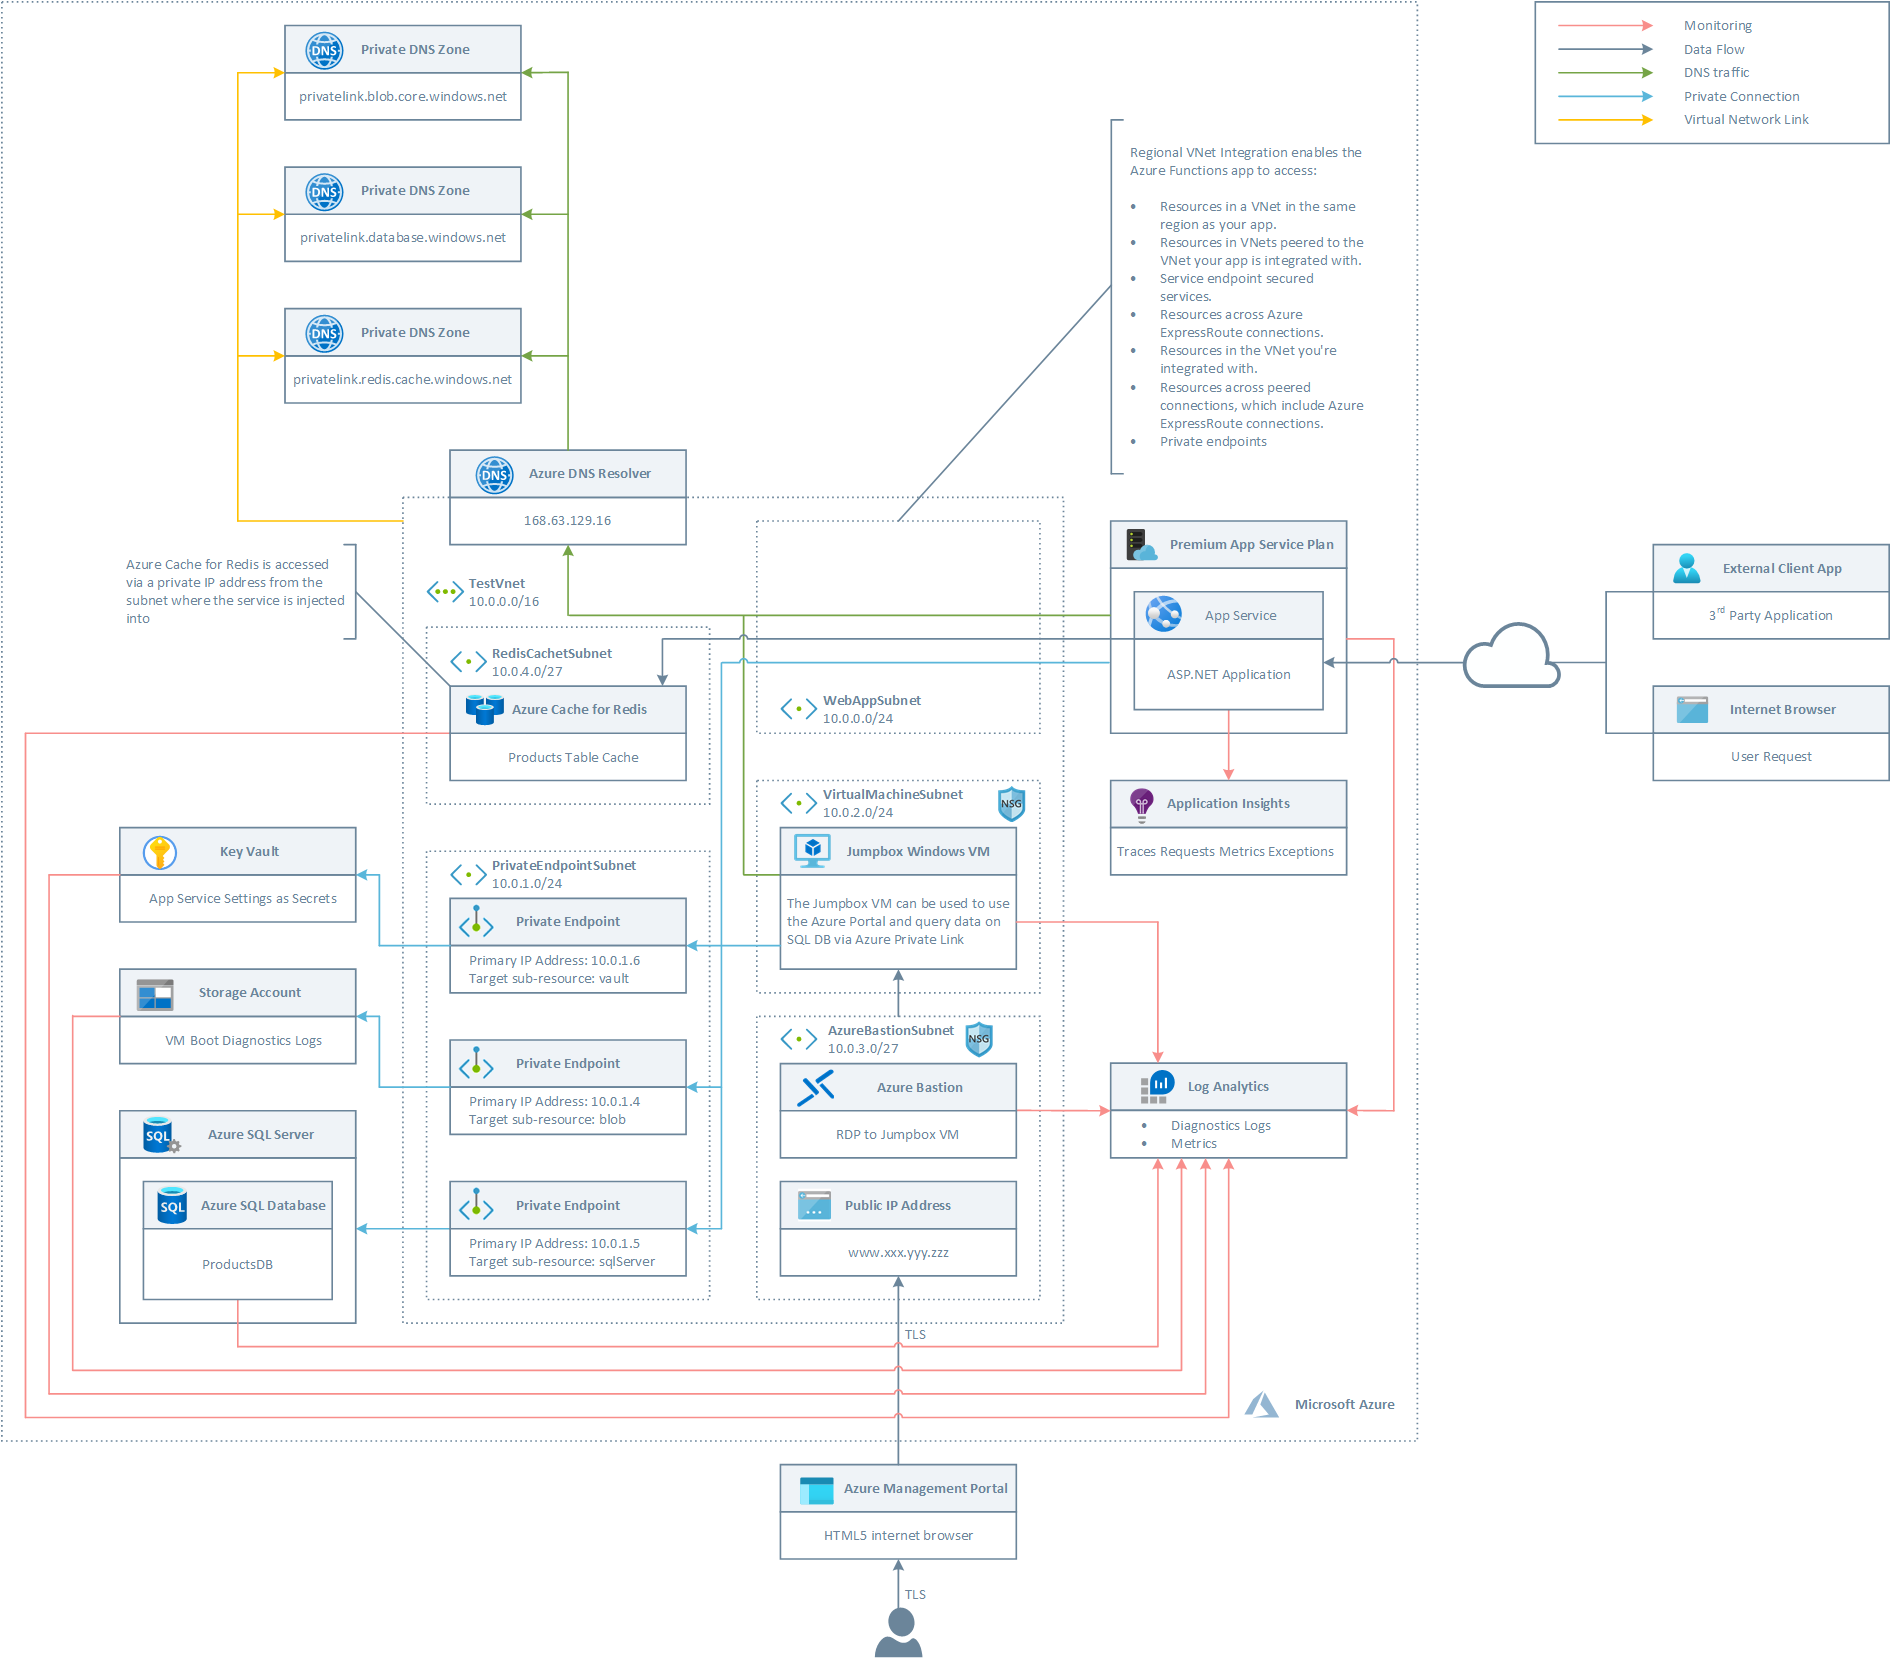 Private DNS Zone
privatelink.blob.core.windows.net
Private DNS Zone
privatelink.database.windows.net
Private DNS Zone
privatelink.redis.cache.windows.net
Monitoring
Data Flow
DNS traffic
Private Connection
Virtual Network Link
Regional VNet Integration enables the
Azure Functions app to access:
• Resources in a VNet in the same
region as your app.
• Resources in VNets peered to the
VNet your app is integrated with.
• Service endpoint secured
services.
• Resources across Azure
ExpressRoute connections.
• Resources in the VNet you're
integrated with.
• Resources across peered
connections, which include Azure
ExpressRoute connections.
• Private endpoints
Azure DNS Resolver
168.63.129.16
Azure Cache for Redis is accessed
via a private IP address from the
subnet where the service is injected
into
TestVnet
10.0.0.0/16
RedisCachetSubnet
10.0.4.0/27
Azure Cache for Redis
Products Table Cache
WebAppSubnet
10.0.0.0/24
Premium App Service Plan
App Service
ASP.NET Application
External Client App
3rd Party Application
Internet Browser
User Request
VirtualMachineSubnet
10.0.2.0/24
NSG
Jumpbox Windows VM
The Jumpbox VM can be used to use
the Azure Portal and query data on
SQL DB via Azure Private Link
Application Insights
Traces Requests Metrics Exceptions
Key Vault
App Service Settings as Secrets
PrivateEndpointSubnet
10.0.1.0/24
Private Endpoint
Primary IP Address: 10.0.1.6
Target sub-resource: vault
Storage Account
VM Boot Diagnostics Logs
Private Endpoint
Primary IP Address: 10.0.1.4
Target sub-resource: blob
AzureBastionSubnet
10.0.3.0/27
NSG
Azure Bastion
RDP to Jumpbox VM
Log Analytics
• Diagnostics Logs
• Metrics
Azure SQL Server
SQL
Azure SQL Database
SQL
ProductsDB
Private Endpoint
Primary IP Address: 10.0.1.5
Target sub-resource: sqlServer
Public IP Address
www.xxx.yyy.zzz
TLS
Microsoft Azure
Azure Management Portal
HTML5 internet browser
TLS
DNS
DNS
DNS
DNS